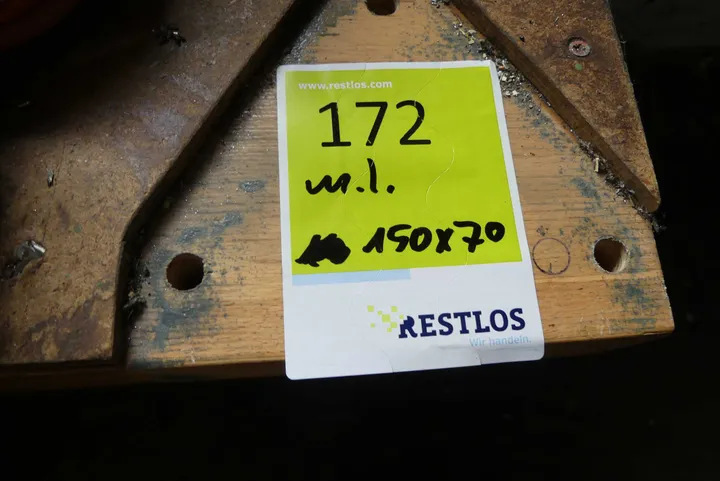 www.restlos.com
172
m.l.
150x70
RESTLOS
Wir handeln.